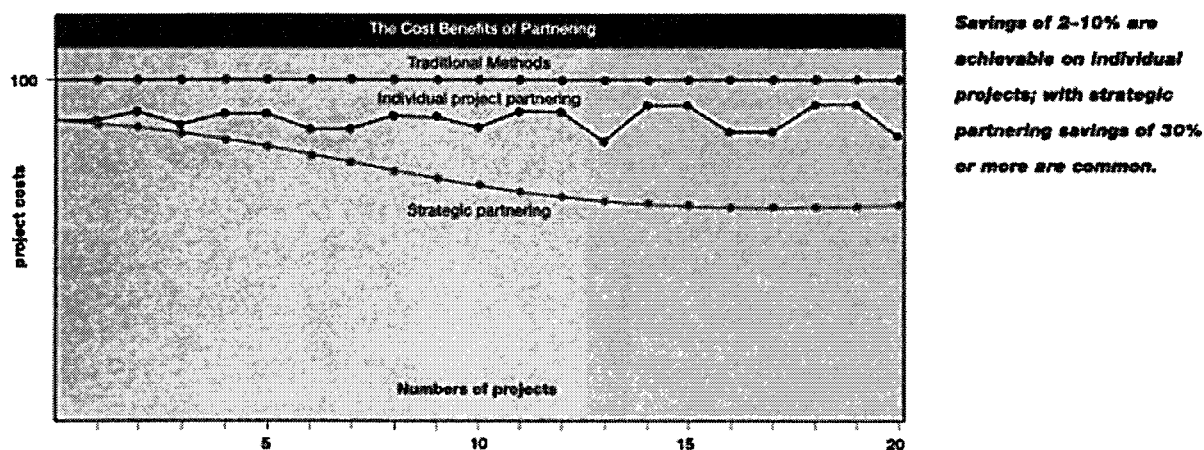 The Cost Benefits of Partnering
Traditional Methods
100
Individual project partnering
Strategic partnering
project costs
Numbers of projects
5
10
15
20
Savings of 2–10% are
achievable on individual
projects; with strategic
partnering savings of 30%
or more are common.